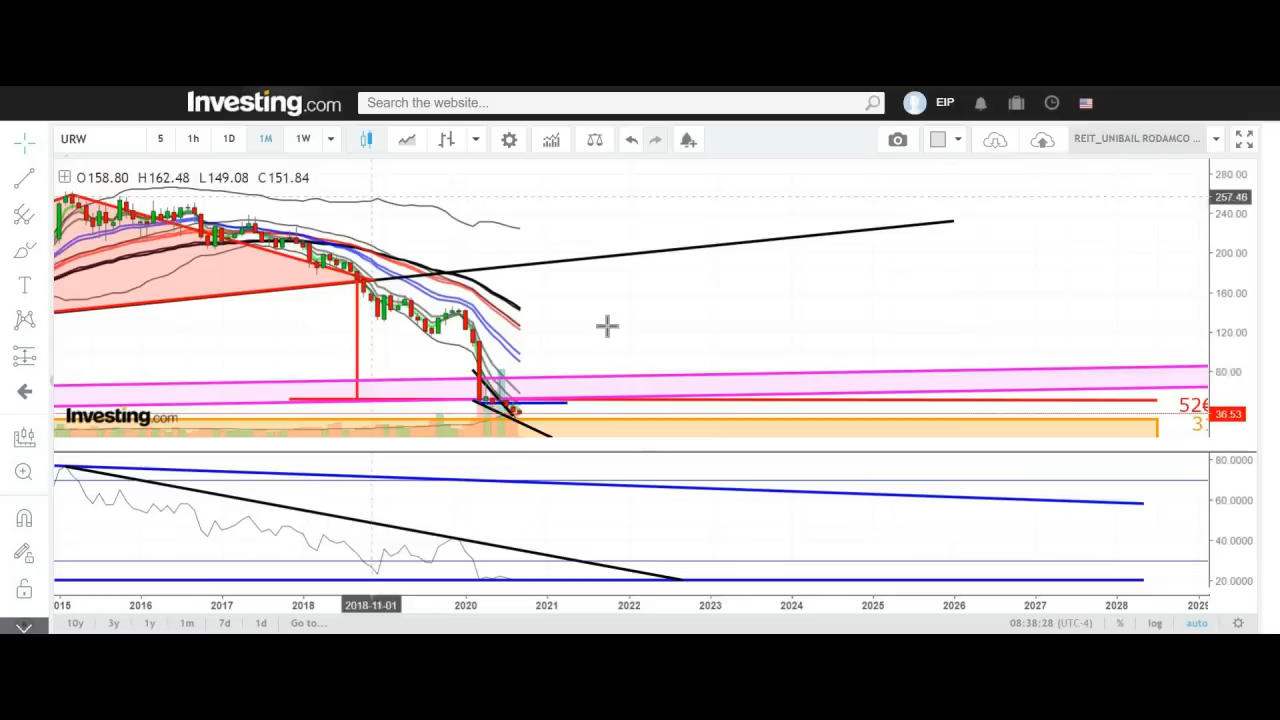 Investing.com
Search the website...
EIP
URW 5 1h 1D 1M 1W
REIT_UNIBAIL RODAMCO ...
O158.80 H162.48 L149.08 C151.84
280.00
257.46
240.00
200.00
160.00
120.00
80.00
52€
36.53
Investing.com
80.0000
60.0000
40.0000
20.0000
015 2016 2017 2018 2018-11-01 2020 2021 2022 2023 2024 2025 2026 2027 2028 2029
10y 3y 1y 1m 7d 1d Go to... 08:38:28 (UTC-4) % log auto